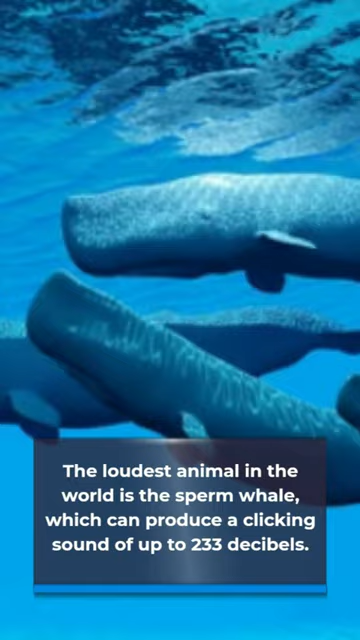 The loudest animal in the
world is the sperm whale,
which can produce a clicking
sound of up to 233 decibels.